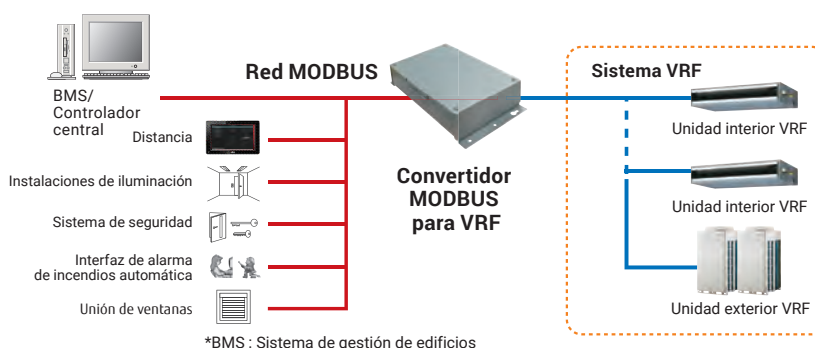 Red MODBUS
Sistema VRF
BMS/
Controlador
central
Distancia
Instalaciones de iluminación
Sistema de seguridad
Interfaz de alarma
de incendios automática
Unión de ventanas
Convertidor
MODBUS
para VRF
Unidad interior VRF
Unidad interior VRF
Unidad exterior VRF
*BMS : Sistema de gestión de edificios